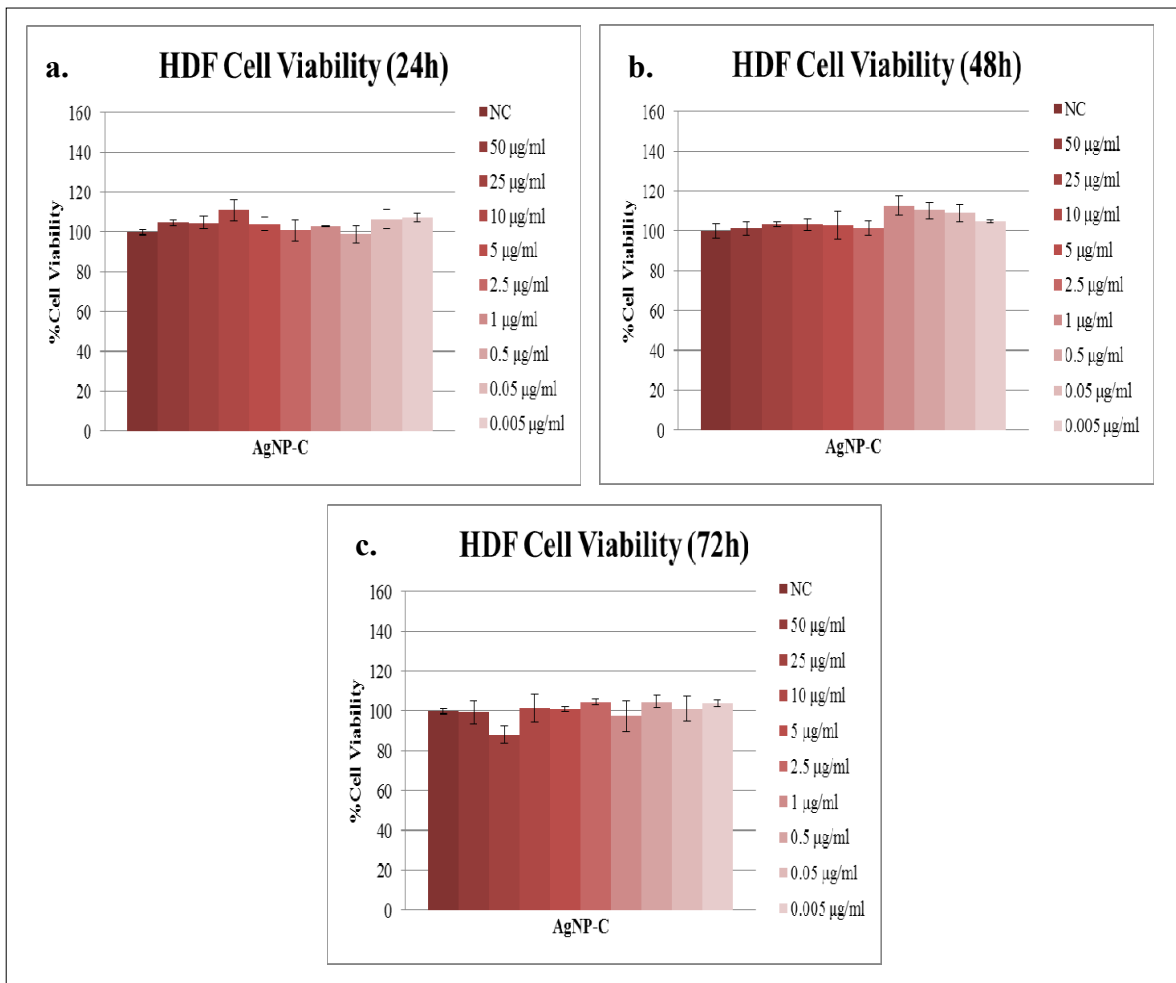 a.
HDF Cell Viability (24h)
%Cell Viability
160
140
120
100
80
60
40
20
0
AgNP-C
NC
50 μg/ml
25 μg/ml
10 μg/ml
5 μg/ml
2.5 μg/ml
1 μg/ml
0.5 μg/ml
0.05 μg/ml
0.005 μg/ml
b.
HDF Cell Viability (48h)
%Cell Viability
160
140
120
100
80
60
40
20
0
AgNP-C
NC
50 μg/ml
25 μg/ml
10 μg/ml
5 μg/ml
2.5 μg/ml
1 μg/ml
0.5 μg/ml
0.05 μg/ml
0.005 μg/ml
c.
HDF Cell Viability (72h)
%Cell Viability
160
140
120
100
80
60
40
20
0
AgNP-C
NC
50 μg/ml
25 μg/ml
10 μg/ml
5 μg/ml
2.5 μg/ml
1 μg/ml
0.5 μg/ml
0.05 μg/ml
0.005 μg/ml